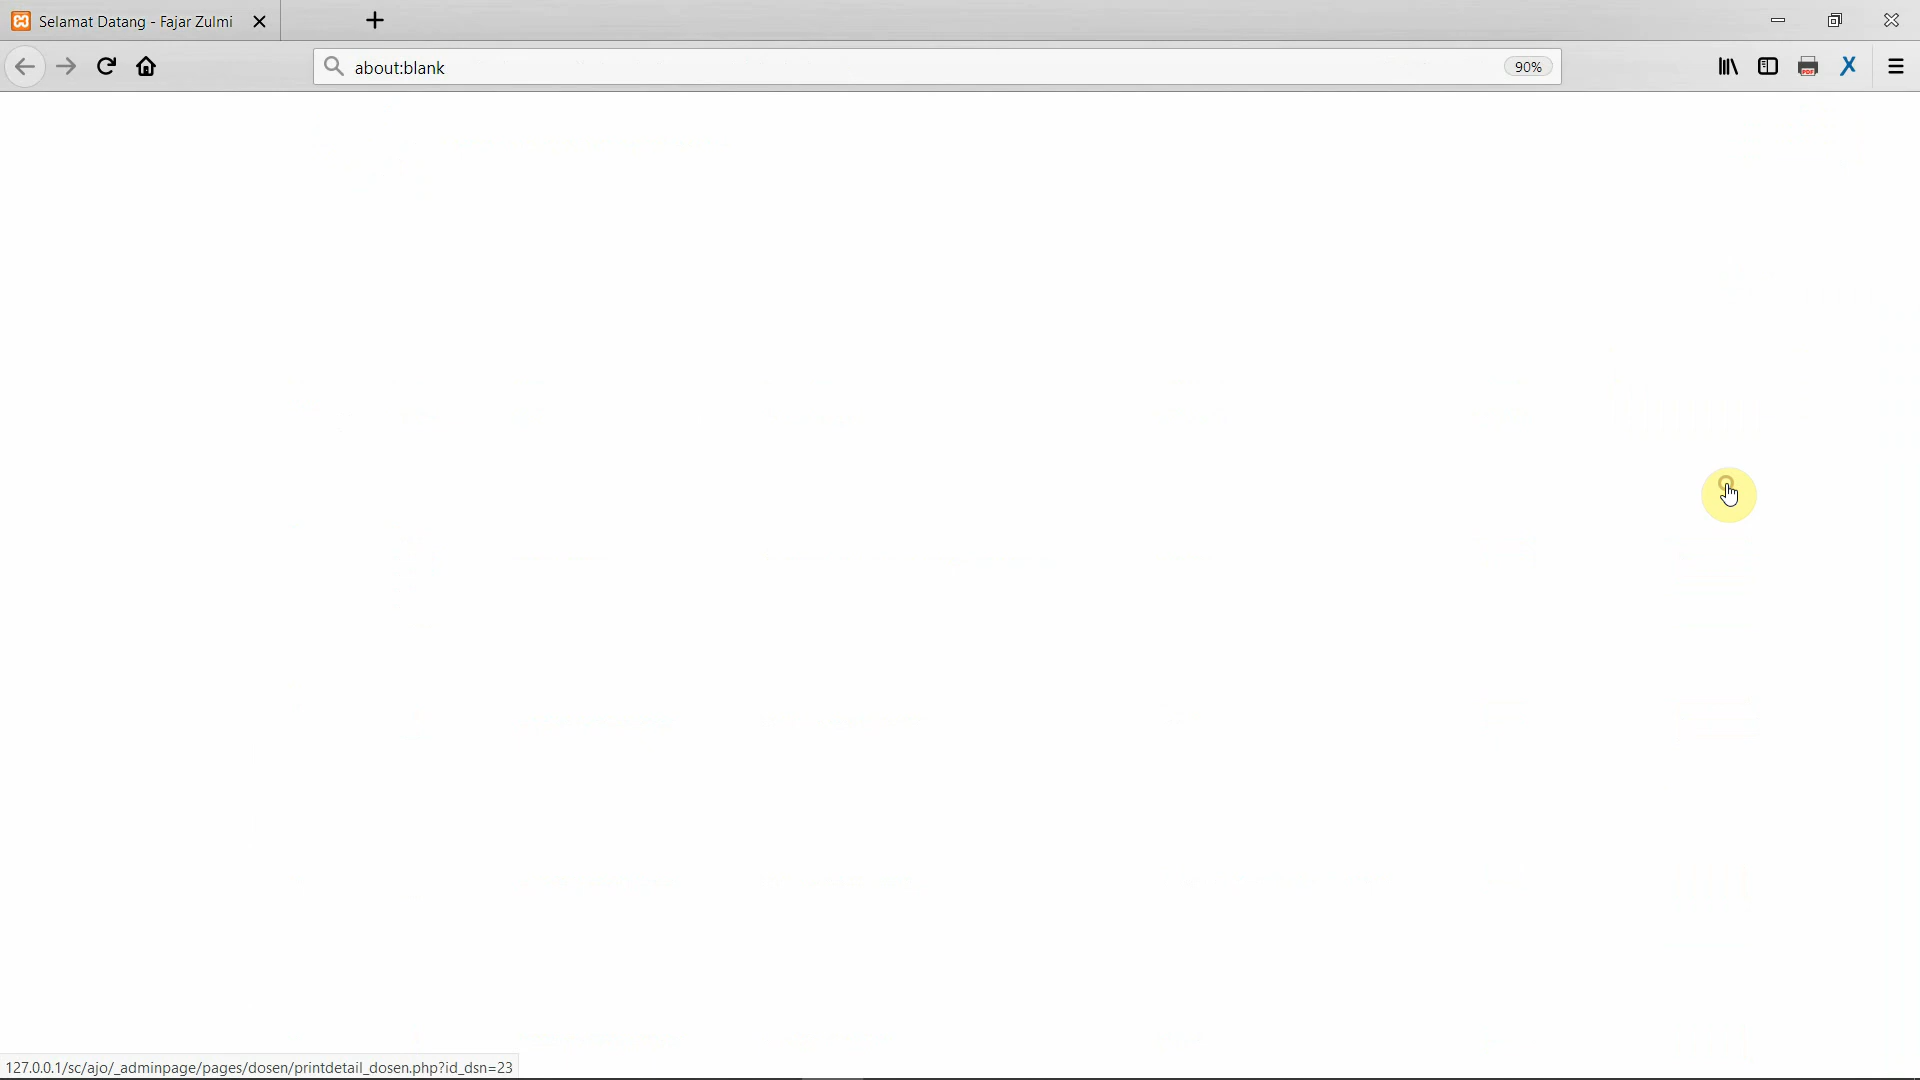 Selamat Datang - Fajar Zulmi
about:blank
90%
127.0.0.1/sc/ajo/_adminpage/pages/dosen/printdetail_dosen.php?id_dsn=23